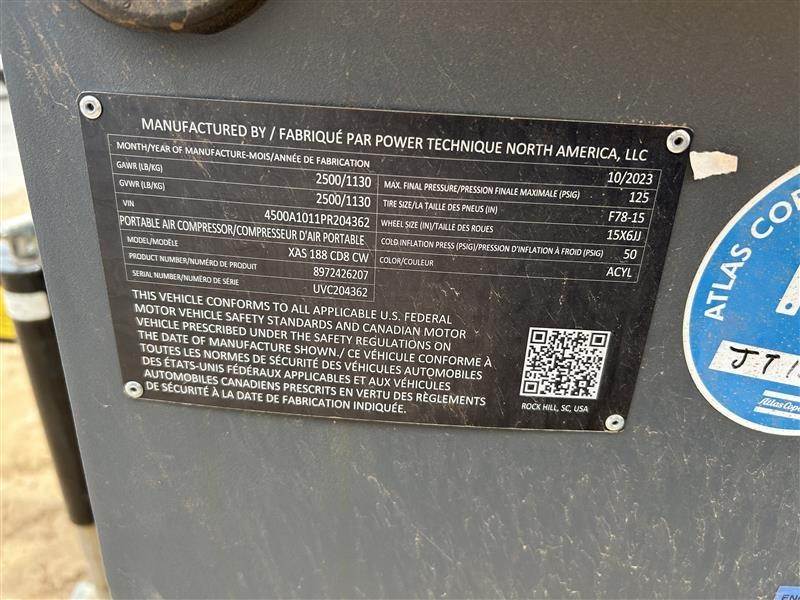 MANUFACTURED BY / FABRIQUÉ PAR POWER TECHNIQUE NORTH AMERICA, LLC
MONTH/YEAR OF MANUFACTURE-MOIS/ANNÉE DE FABRICATION 10/2023
GAWR (LB/KG) 2500/1130
GVWR (LB/KG) 2500/1130
VIN 4500A1011PR204362
PORTABLE AIR COMPRESSOR/COMPRESSEUR D'AIR PORTABLE
MODEL/MODÈLE XAS 188 CD8 CW
PRODUCT NUMBER/NUMÉRO DE PRODUIT 8972426207
SERIAL NUMBER/NUMÉRO DE SÉRIE UVC204362
MAX. FINAL PRESSURE/PRESSION FINALE MAXIMALE (PSIG) 125
TIRE SIZE/LA TAILLE DES PNEUS (IN) F78-15
WHEEL SIZE (IN)/TAILLE DES ROUES 15X6JJ
COLD INFLATION PRESS (PSIG)/PRESSION D'INFLATION À FROID (PSIG) 50
COLOR/COULEUR ACYL
THIS VEHICLE CONFORMS TO ALL APPLICABLE U.S. FEDERAL
MOTOR VEHICLE SAFETY STANDARDS AND CANADIAN MOTOR
VEHICLE PRESCRIBED UNDER THE SAFETY REGULATIONS ON
THE DATE OF MANUFACTURE SHOWN./ CE VÉHICULE CONFORME À
TOUTES LES NORMES DE SÉCURITÉ DES VÉHICULES AUTOMOBILES
DES ÉTATS-UNIS FÉDÉRAUX APPLICABLES ET AUX VÉHICULES
AUTOMOBILES CANADIENS PRESCRITS EN VERTU DES RÈGLEMENTS
DE SÉCURITÉ À LA DATE DE FABRICATION INDIQUÉE.
ROCK HILL, SC, USA
ATLAS COP
JT
Atlas Cop